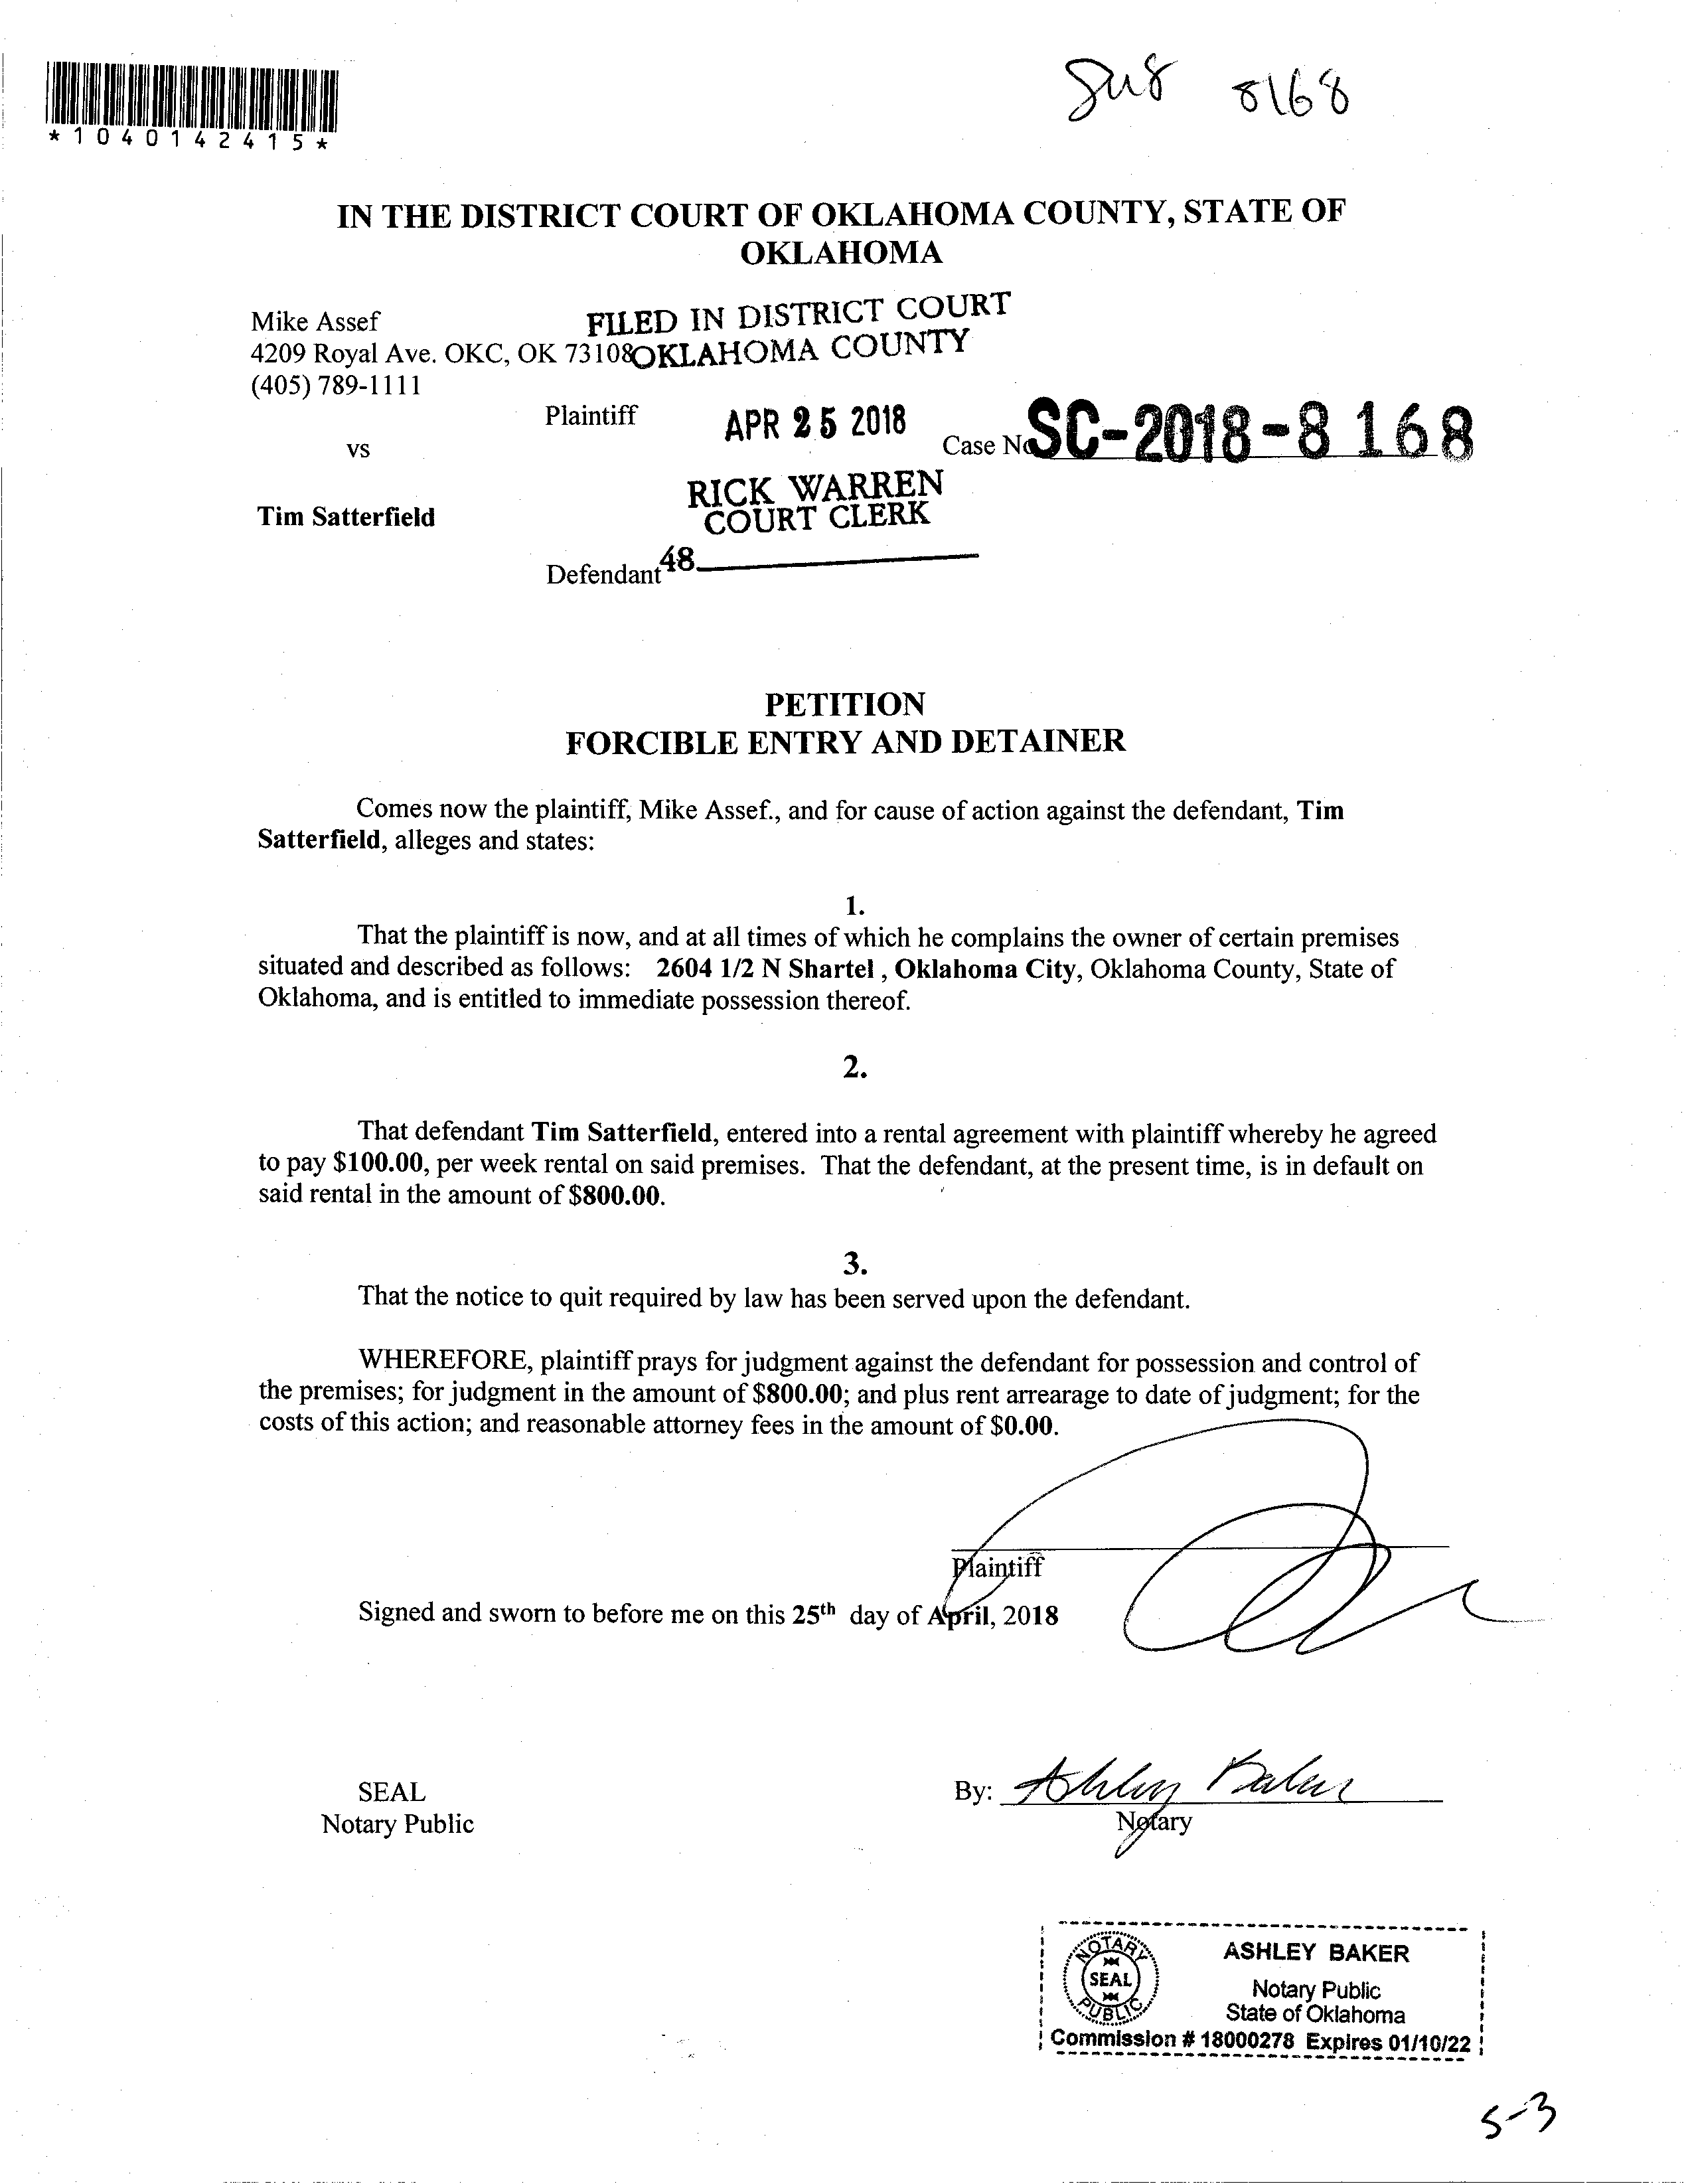 8168
*1040142415*
IN THE DISTRICT COURT OF OKLAHOMA COUNTY, STATE OF
OKLAHOMA
Mike Assef
FILED IN DISTRICT COURT
4209 Royal Ave. OKC, OK 73108
OKLAHOMA COUNTY
(405) 789-1111
Plaintiff
APR 25 2018
Case No
SC-2018-8168
vs
RICK WARREN
COURT CLERK
Tim Satterfield
Defendant
48
PETITION
FORCIBLE ENTRY AND DETAINER
Comes now the plaintiff, Mike Assef., and for cause of action against the defendant, Tim
Satterfield, alleges and states:
1.
That the plaintiff is now, and at all times of which he complains the owner of certain premises
situated and described as follows: 2604 1/2 N Shartel , Oklahoma City, Oklahoma County, State of
Oklahoma, and is entitled to immediate possession thereof.
2.
That defendant Tim Satterfield, entered into a rental agreement with plaintiff whereby he agreed
to pay $100.00, per week rental on said premises. That the defendant, at the present time, is in default on
said rental in the amount of $800.00.
3.
That the notice to quit required by law has been served upon the defendant.
WHEREFORE, plaintiff prays for judgment against the defendant for possession and control of
the premises; for judgment in the amount of $800.00; and plus rent arrearage to date of judgment; for the
costs of this action; and reasonable attorney fees in the amount of $0.00.
Plaintiff
Signed and sworn to before me on this 25th day of April, 2018
SEAL
Notary Public
By: Ashley Baker
Notary
NOTARY
SEAL
PUBLIC
ASHLEY BAKER
Notary Public
State of Oklahoma
Commission # 18000278 Expires 01/10/22
5-3